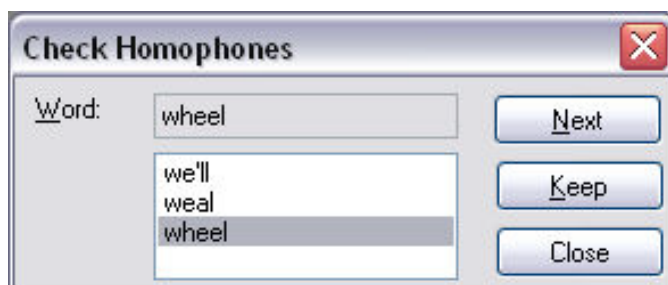 Check Homophones
Word: wheel Next
we'll
weal Keep
wheel
Close